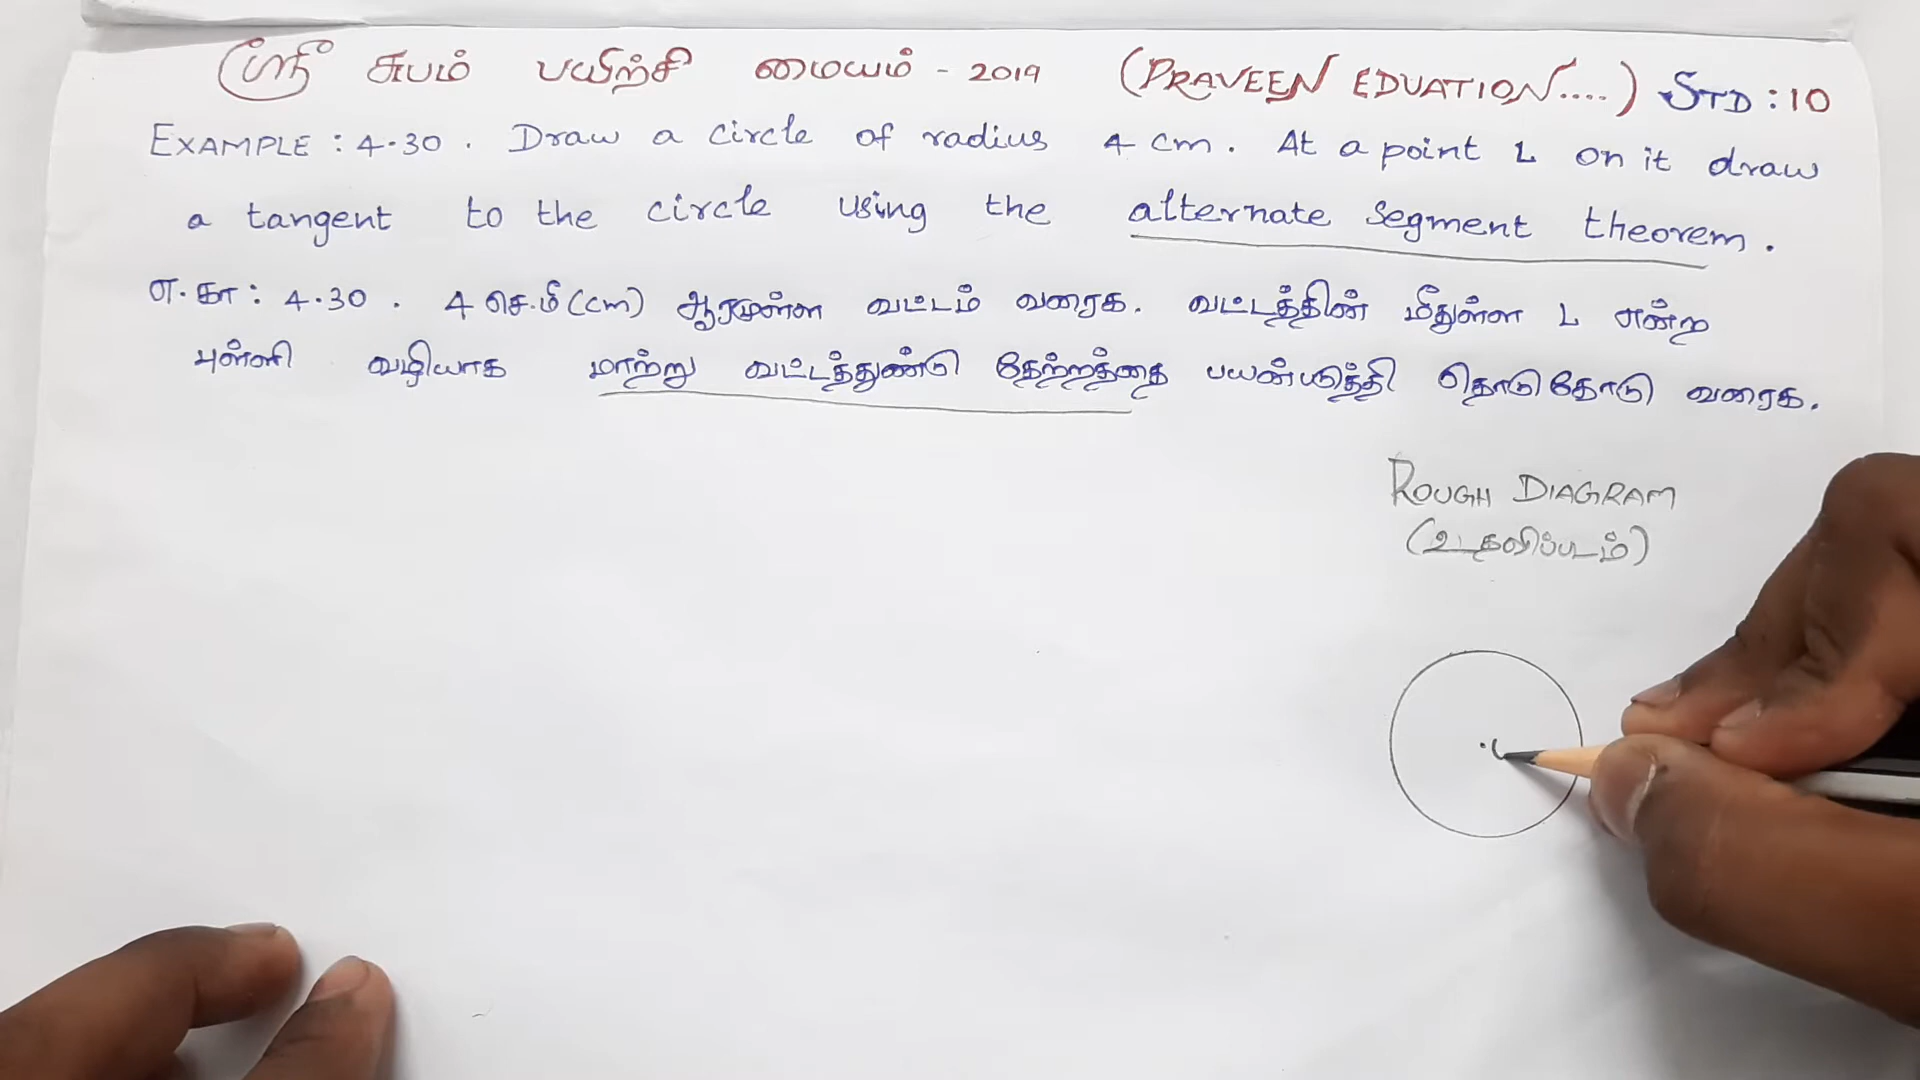 ஸ்ரீ சுபம் பயிற்சி மையம் - 2019 (PRAVEEN EDUATION....) STD : 10
EXAMPLE : 4.30 . Draw a circle of radius 4 cm . At a point L on it draw
a tangent to the circle using the alternate segment theorem .
எ.கா : 4.30 . 4 செ.மீ (cm) ஆரமுள்ள வட்டம் வரைக. வட்டத்தின் மீதுள்ள L என்ற
புள்ளி வழியாக மாற்று வட்டத்துண்டு தேற்றத்தை பயன்படுத்தி தொடுகோடு வரைக.
ROUGH DIAGRAM
(உதவிப்படம்)